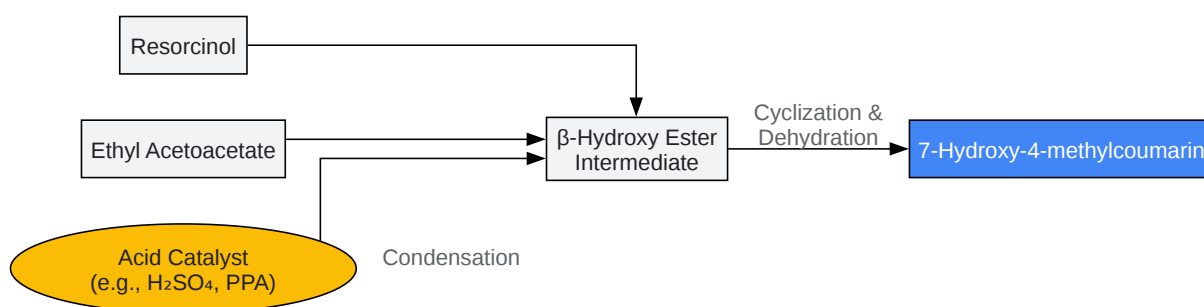 Resorcinol
Ethyl Acetoacetate
β-Hydroxy Ester
Intermediate
Cyclization &
Dehydration
7-Hydroxy-4-methylcoumarin
Acid Catalyst
(e.g., H₂SO₄, PPA)
Condensation